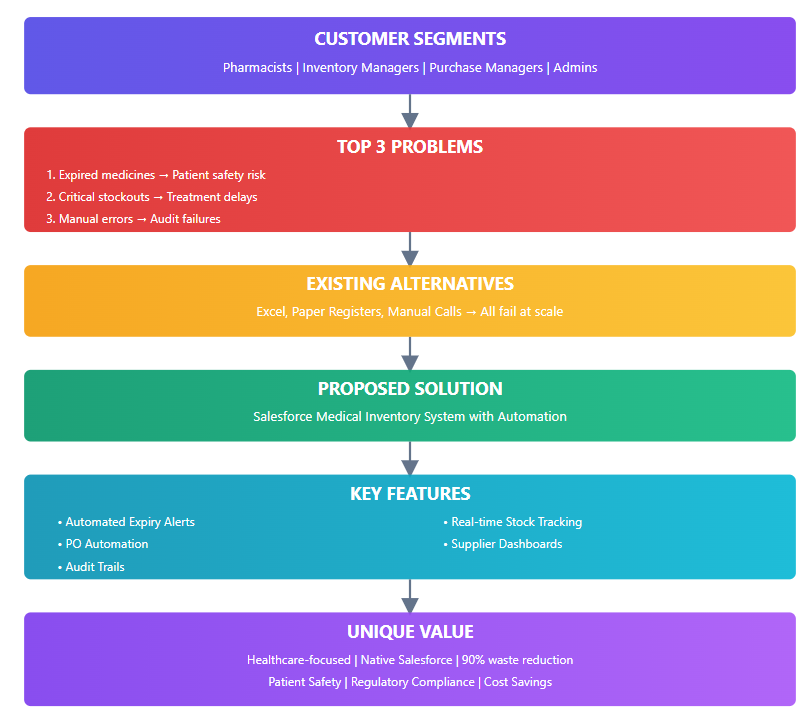 CUSTOMER SEGMENTS
Pharmacists | Inventory Managers | Purchase Managers | Admins
TOP 3 PROBLEMS
1. Expired medicines → Patient safety risk
2. Critical stockouts → Treatment delays
3. Manual errors → Audit failures
EXISTING ALTERNATIVES
Excel, Paper Registers, Manual Calls → All fail at scale
PROPOSED SOLUTION
Salesforce Medical Inventory System with Automation
KEY FEATURES
• Automated Expiry Alerts
• PO Automation
• Audit Trails
• Real-time Stock Tracking
• Supplier Dashboards
UNIQUE VALUE
Healthcare-focused | Native Salesforce | 90% waste reduction
Patient Safety | Regulatory Compliance | Cost Savings